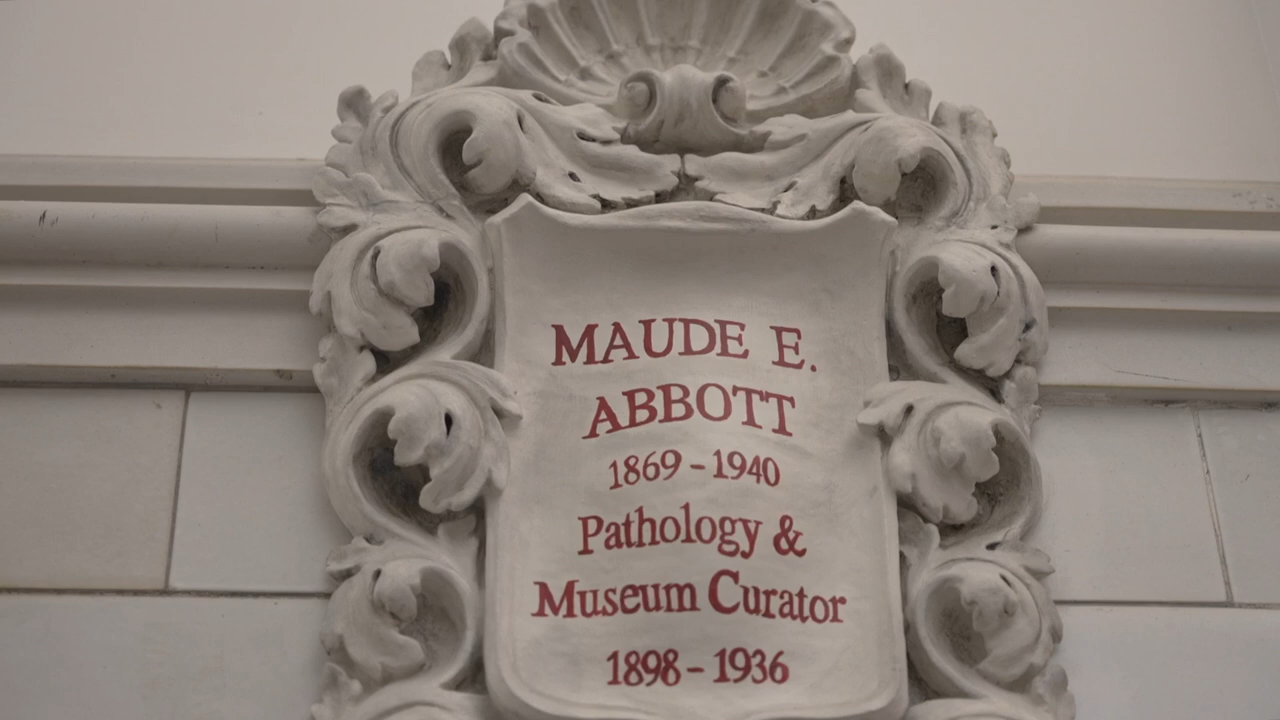 MAUDE E.
ABBOTT
1869 - 1940
Pathology &
Museum Curator
1898 - 1936